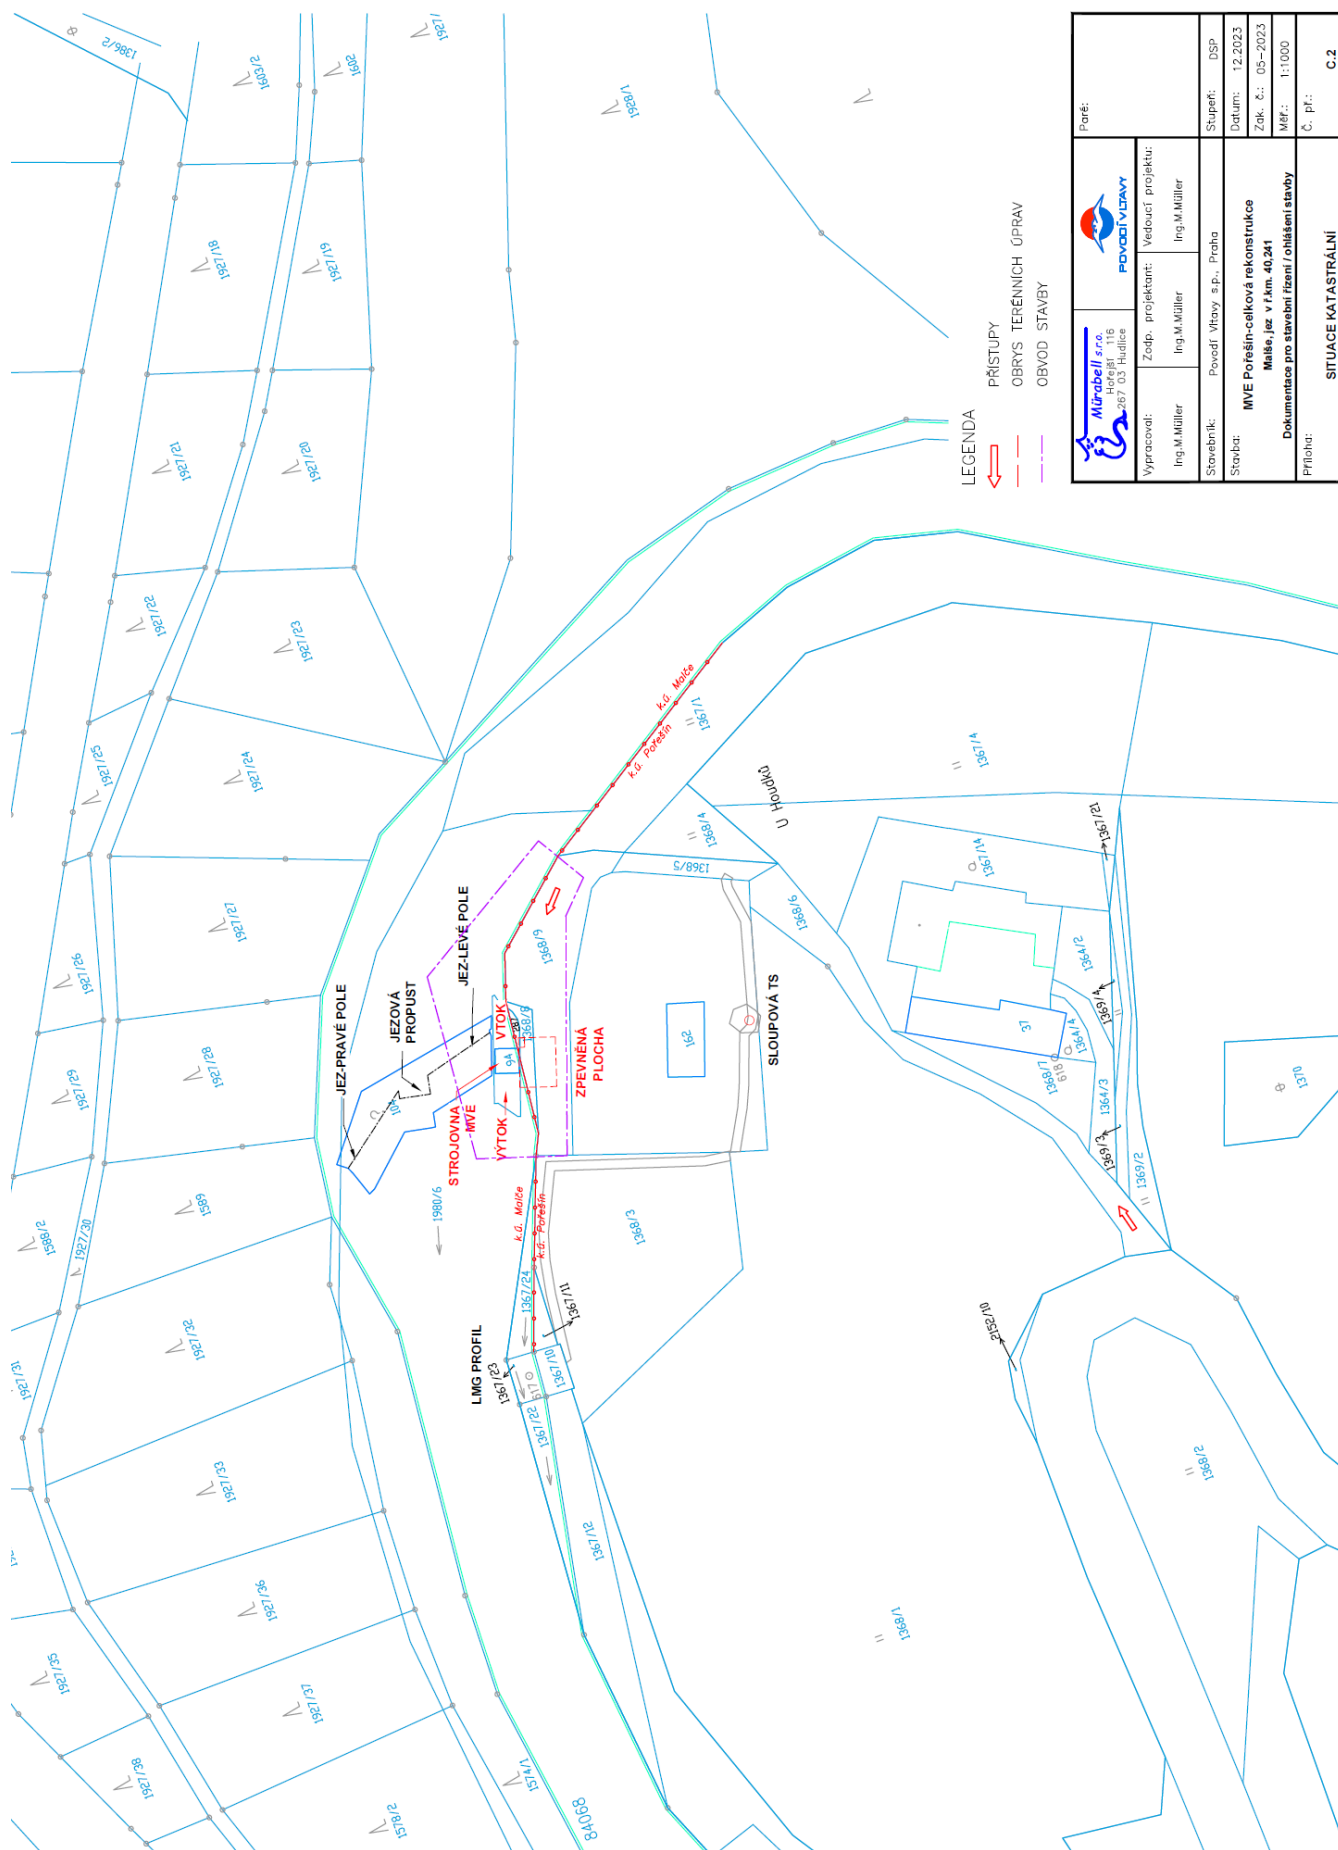 1386/2
1603/2
1602
1927/18
1927/19
1928/1
1927/21
1927/20
1927/22
1927/23
1927/25
1927/24
1927/26
1927/27
1927/29
1927/28
1588/2
1927/30
1589
1927/31
1927/32
1927/33
1927/35
1927/36
1927/38
1927/37
1578/2
1574/1
84068
JEZ-PRAVÉ POLE
JEZOVÁ
PROPUST
JEZ-LEVÉ POLE
STROJOVNA
MVE
VTOK
VÝTOK
ZPEVNĚNÁ
PLOCHA
94
1368/8
1368/9
1980/6
k.ú. Malče
k.ú. Pořešín
k.ú. Malče
k.ú. Pořešín
1367/1
1368/4
1368/5
U Houdků
1367/4
1368/6
162
SLOUPOVÁ TS
1367/14
1367/21
1364/2
1369/4
37
1364/4
1368/7
618
1364/3
1369/3
1369/2
1370
1368/3
1367/24
1367/11
LMG PROFIL
1367/23
617
1367/10
1367/22
1367/12
2152/10
1368/2
1368/1
LEGENDA
PŘÍSTUPY
OBRYS TERÉNNÍCH ÚPRAV
OBVOD STAVBY
Mürabell s.r.o.
Hořejší 116
267 03 Hudlice
POVODÍ VLTAVY
Paré:
Vypracoval:
Zodp. projektant:
Vedoucí projektu:
Ing.M.Müller
Ing.M.Müller
Ing.M.Müller
Stavebník:
Povodí Vltavy s.p., Praha
Stupeň: DSP
Stavba:
MVE Pořešín-celková rekonstrukce
Malše, jez v ř.km. 40,241
Dokumentace pro stavební řízení / ohlášení stavby
Datum: 12.2023
Zak. č.: 05-2023
Měř.: 1:1000
Příloha:
SITUACE KATASTRÁLNÍ
Č. př.:
C.2